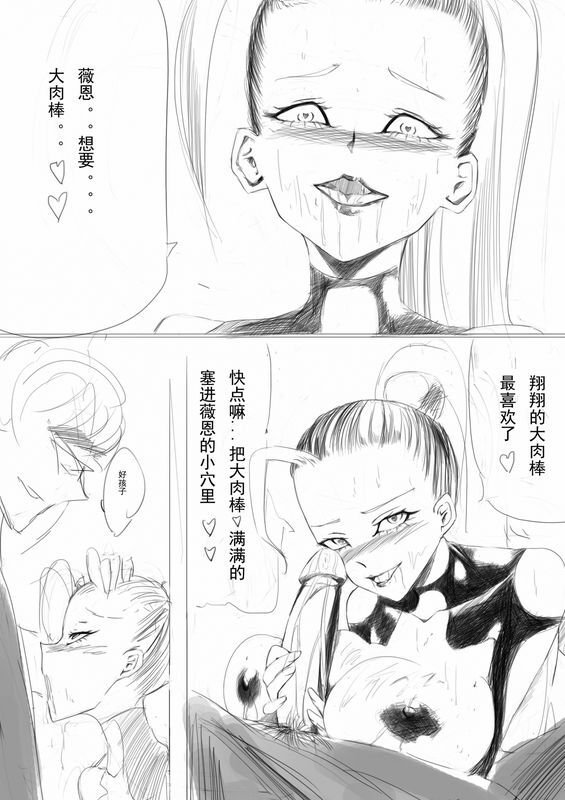 薇恩。。想要....
大肉棒...♡♡
翔翔的大肉棒
最喜欢了♡
快点嘛...把大肉棒♡满满的
塞进薇恩的小穴里♡♡
好孩子